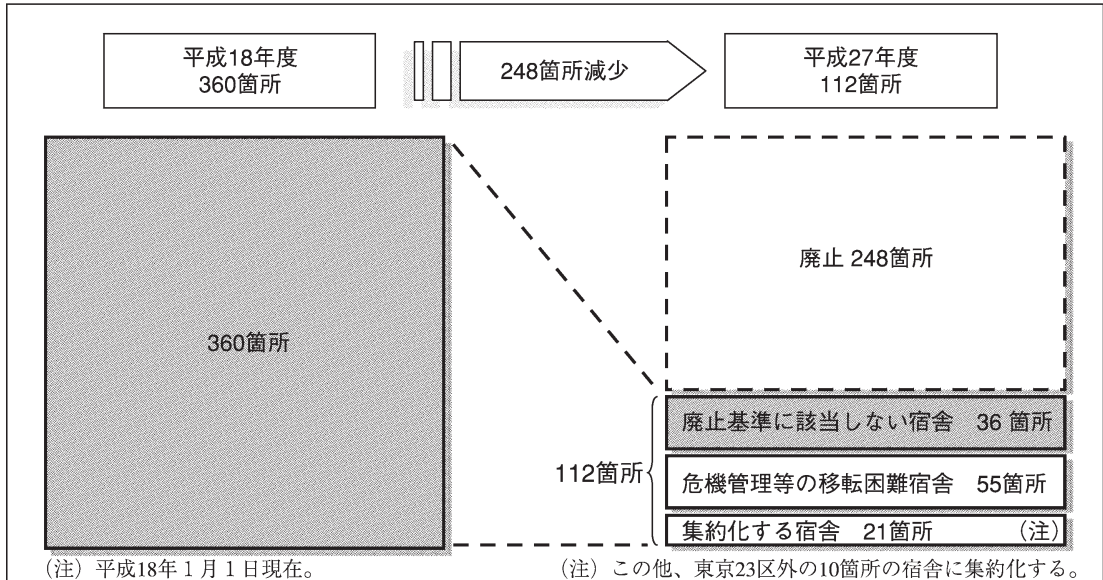 平成18年度
360箇所
248箇所減少
平成27年度
112箇所
360箇所
廃止 248箇所
112箇所
廃止基準に該当しない宿舎　36 箇所
危機管理等の移転困難宿舎　55箇所
集約化する宿舎　21箇所　（注）
（注）平成18年１月１日現在。
（注）この他、東京23区外の10箇所の宿舎に集約化する。